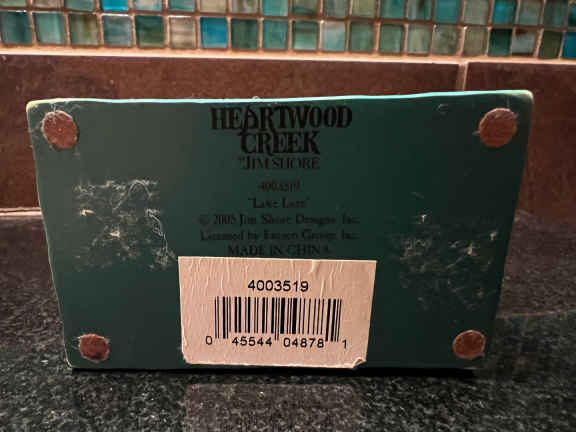 HEARTWOOD
CREEK
by JIM SHORE
4003519
"Lake Lure"
© 2005 Jim Shore Designs, Inc.
Licensed by Enesco Group, Inc.
MADE IN CHINA
4003519
0 45544 04878 1